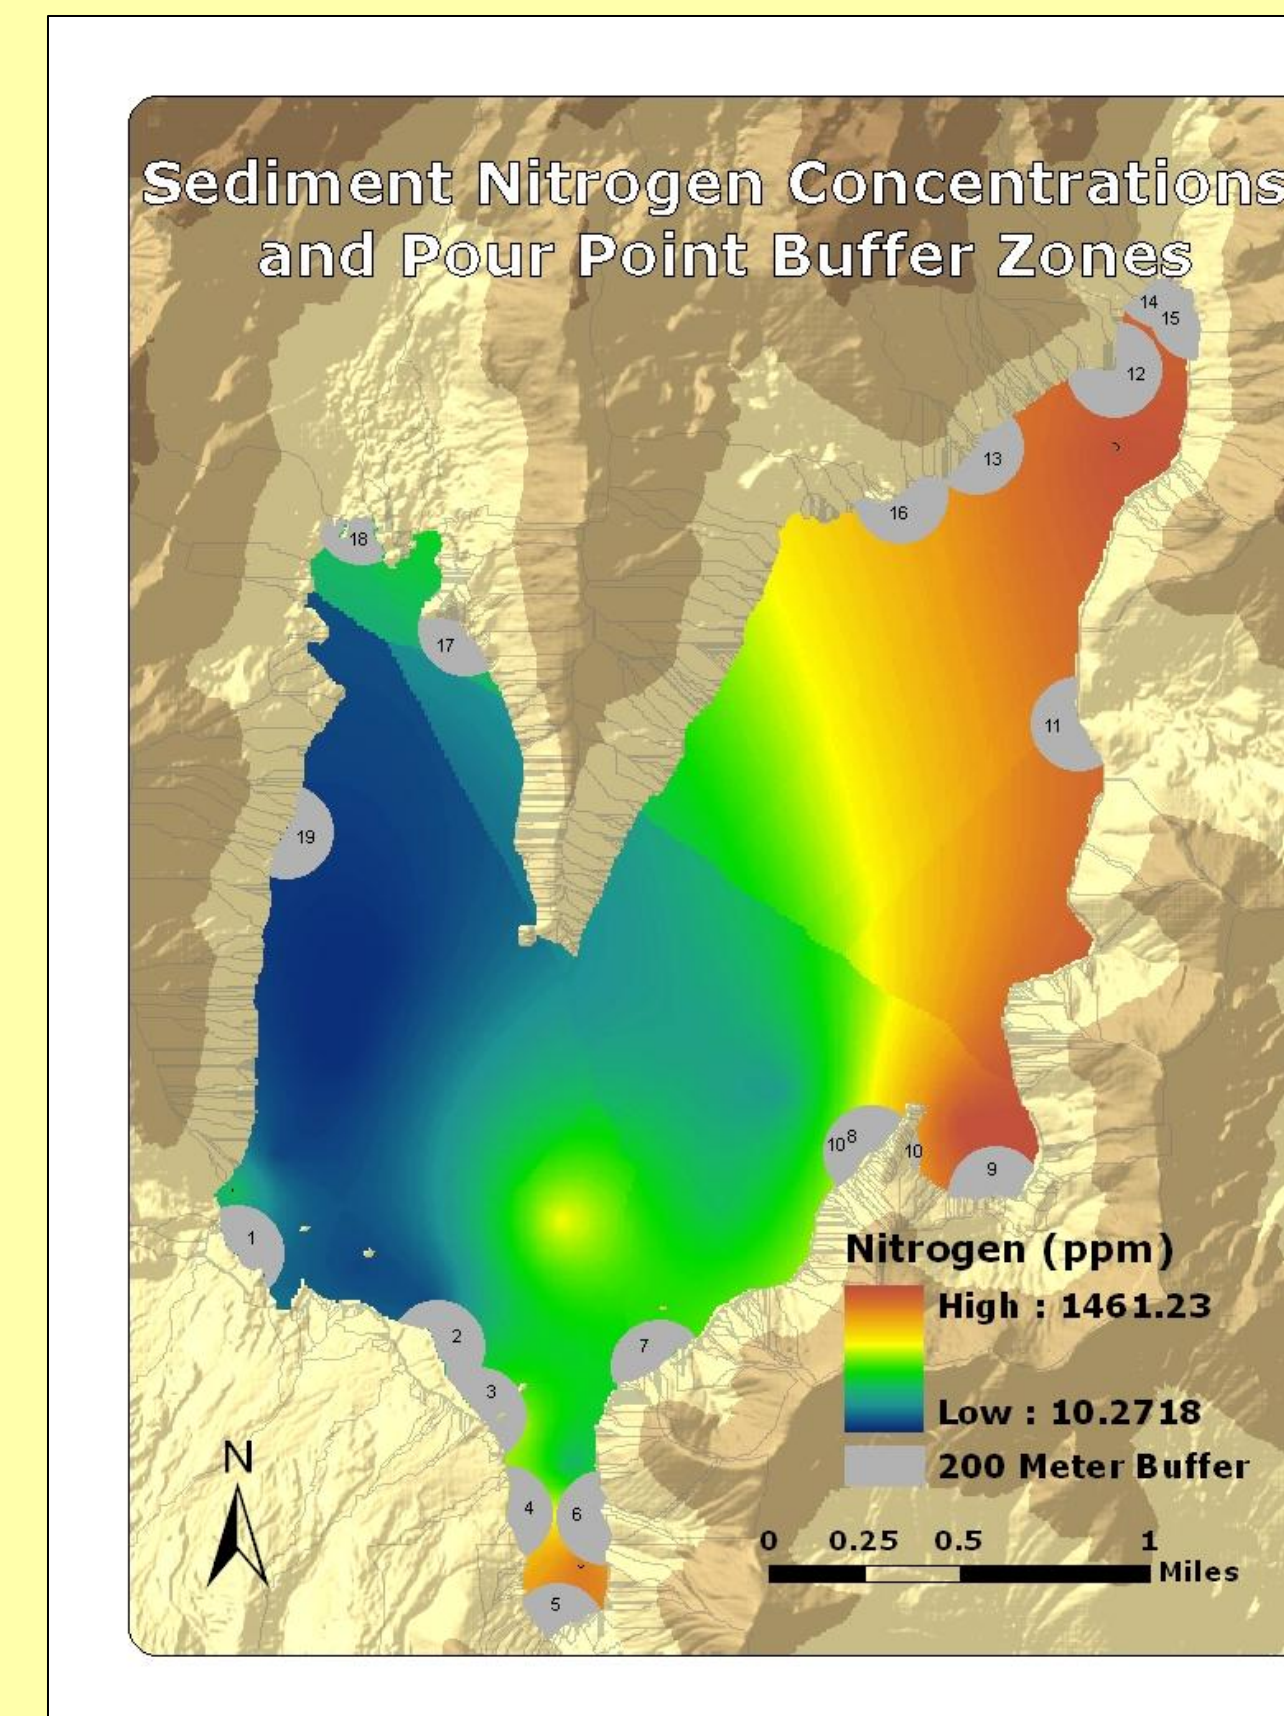 Sediment Nitrogen Concentrations
and Pour Point Buffer Zones
14
15
12
13
16
18
17
11
19
10
8
10
9
1
Nitrogen (ppm)
High : 1461.23
Low : 10.2718
200 Meter Buffer
2
7
3
4
6
5
N
0 0.25 0.5 1
Miles